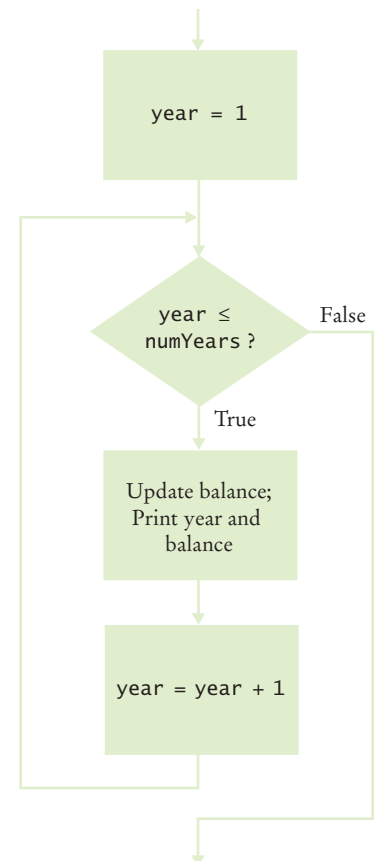 year = 1
year ≤
numYears ?
False
True
Update balance;
Print year and
balance
year = year + 1